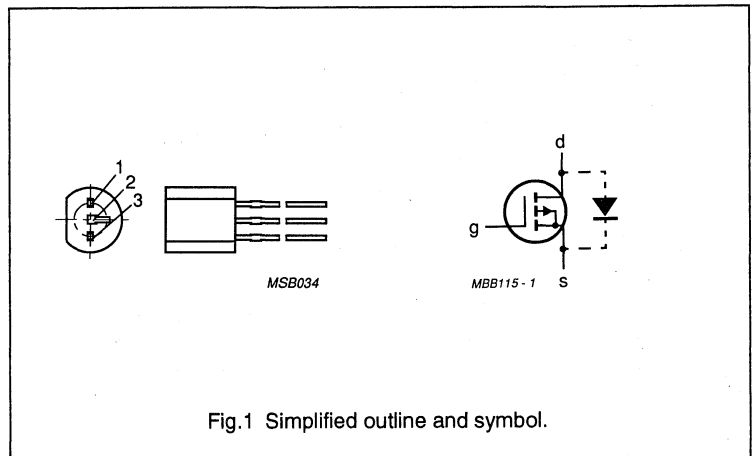 1
2
3
MSB034
d
g
s
MBB115 - 1
Fig.1 Simplified outline and symbol.